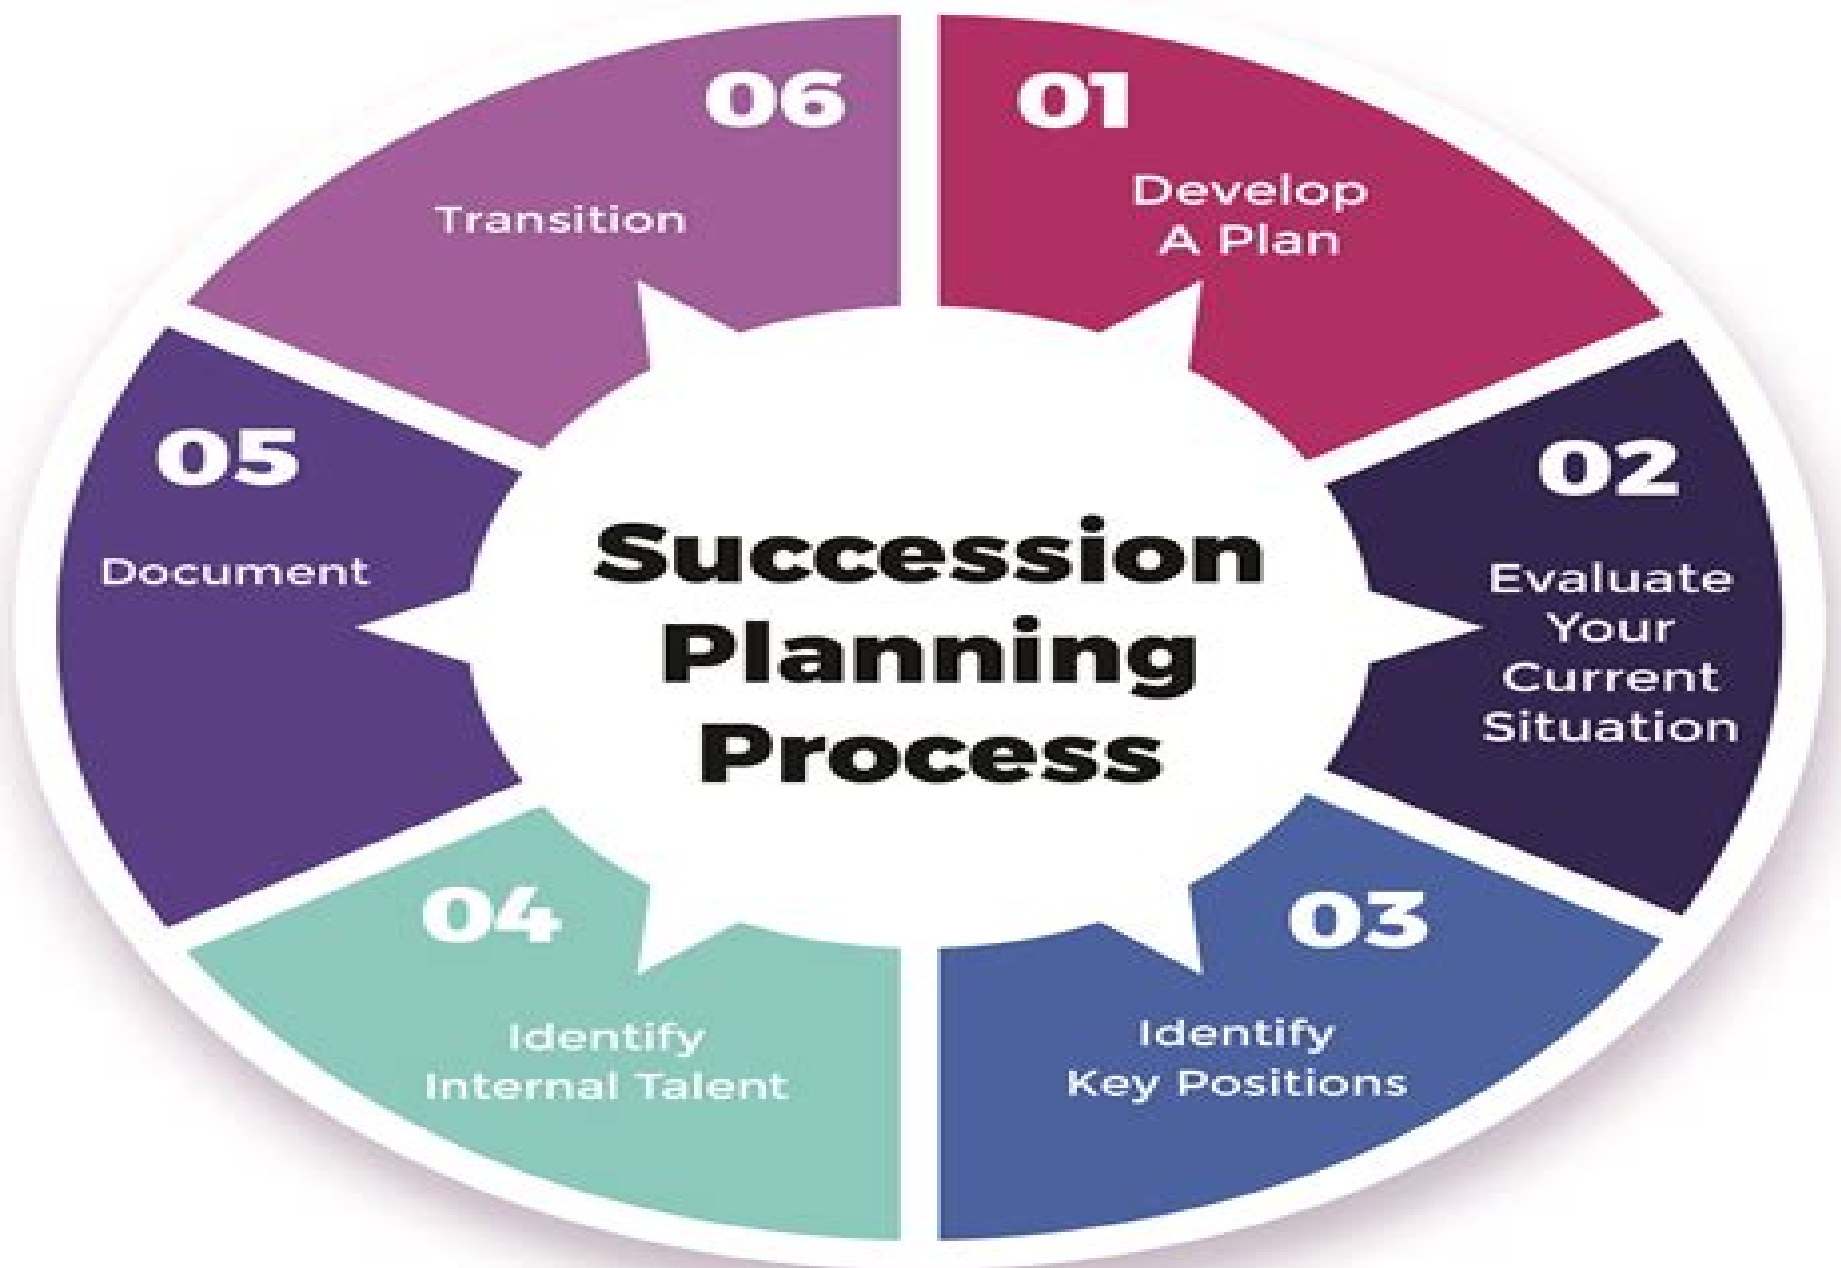 Succession
Planning
Process
01
Develop
A Plan
02
Evaluate
Your
Current
Situation
03
Identify
Key Positions
04
Identify
Internal Talent
05
Document
06
Transition